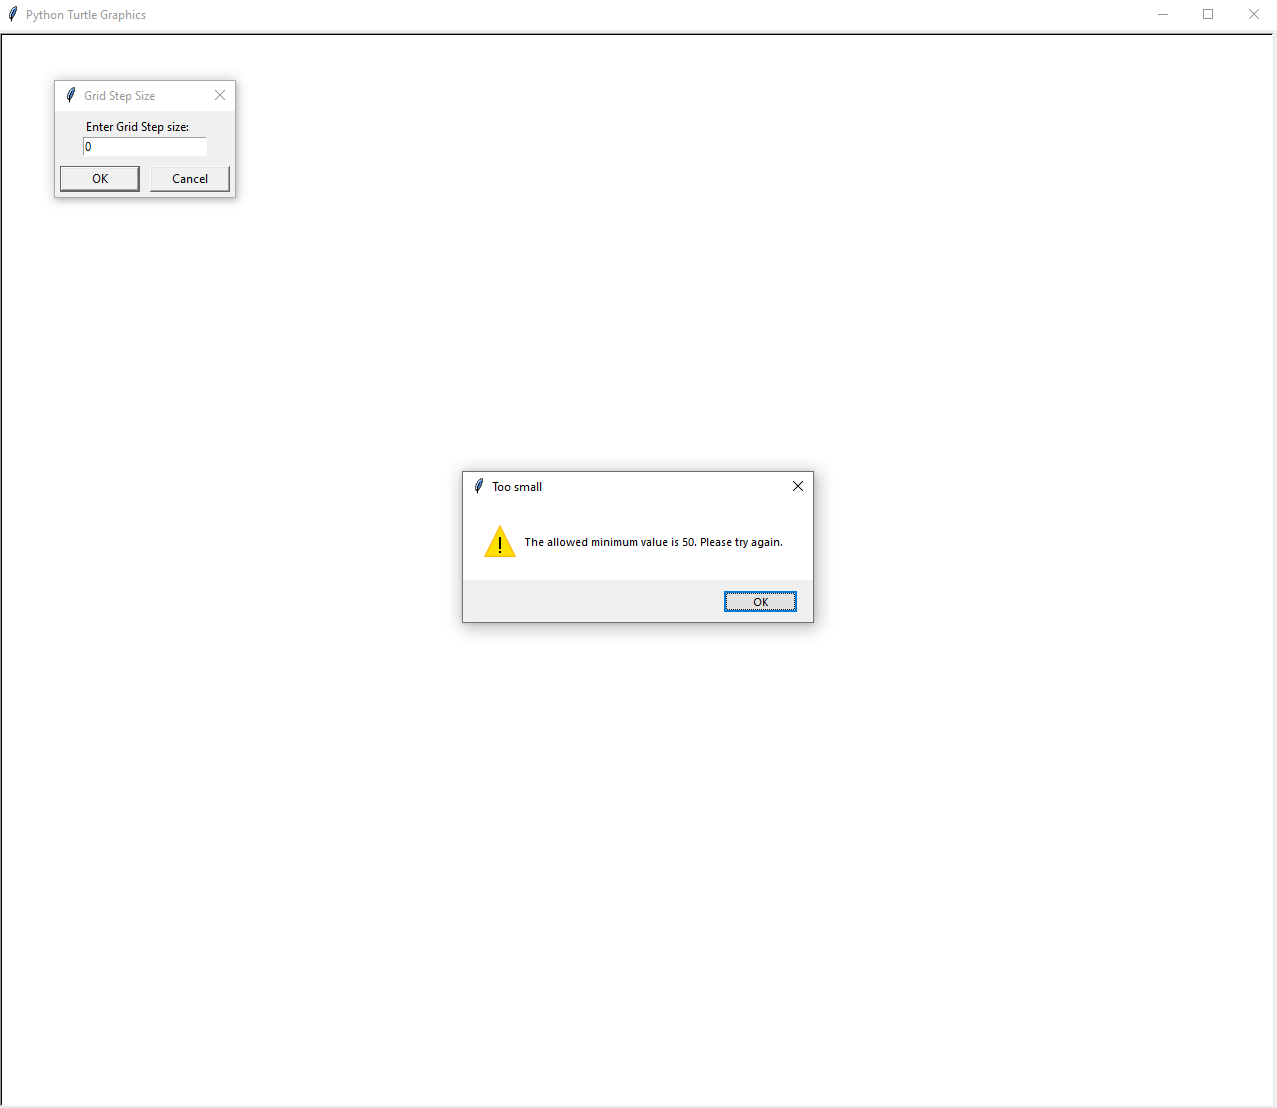 Python Turtle Graphics
Grid Step Size
Enter Grid Step size:
0
OK Cancel
Too small
The allowed minimum value is 50. Please try again.
OK